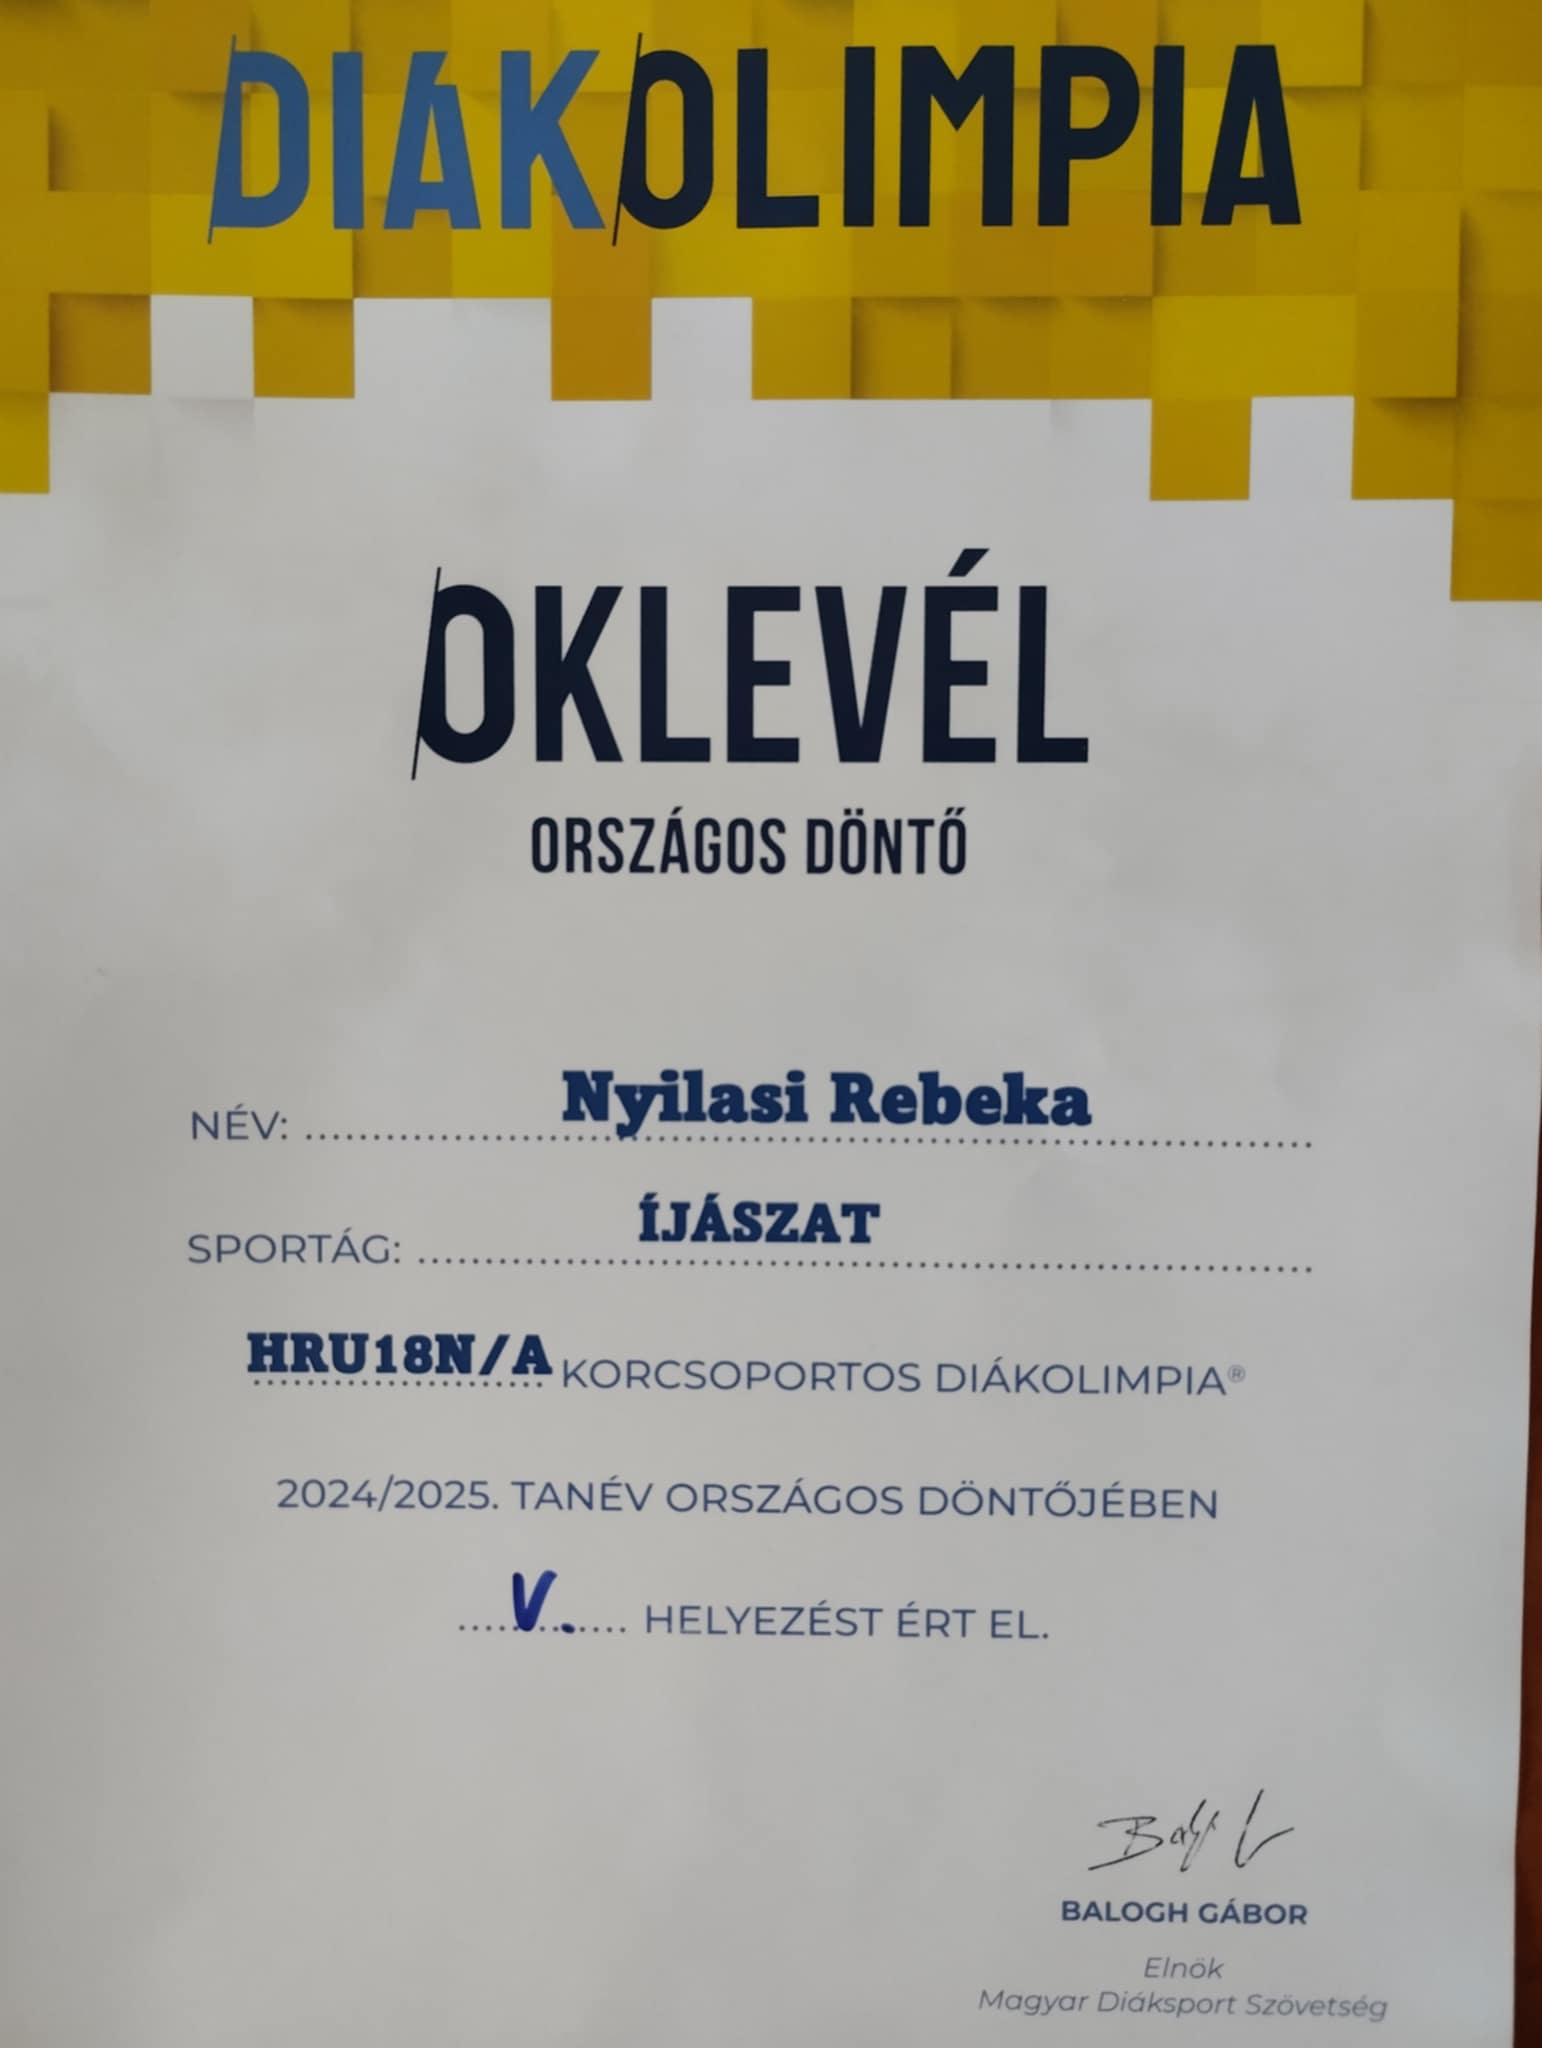 DIÁKOLIMPIA
OKLEVÉL
ORSZÁGOS DÖNTŐ
NÉV: Nyilasi Rebeka
SPORTÁG: ÍJÁSZAT
HRU18N/A KORCSOPORTOS DIÁKOLIMPIA®
2024/2025. TANÉV ORSZÁGOS DÖNTŐJÉBEN
V. HELYEZÉST ÉRT EL.
BALOGH GÁBOR
Elnök
Magyar Diáksport Szövetség